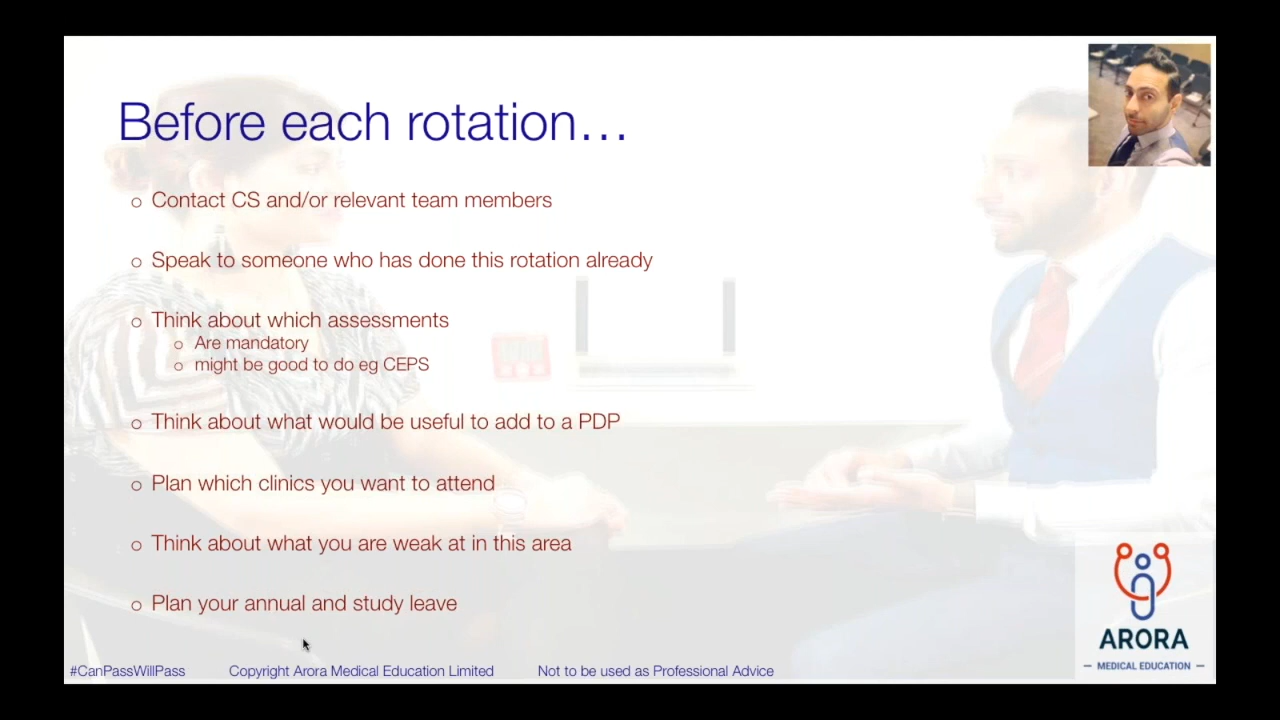 Before each rotation…
Contact CS and/or relevant team members
Speak to someone who has done this rotation already
Think about which assessments
Are mandatory
might be good to do eg CEPS
Think about what would be useful to add to a PDP
Plan which clinics you want to attend
Think about what you are weak at in this area
Plan your annual and study leave
ARORA
MEDICAL EDUCATION
#CanPassWillPass Copyright Arora Medical Education Limited Not to be used as Professional Advice